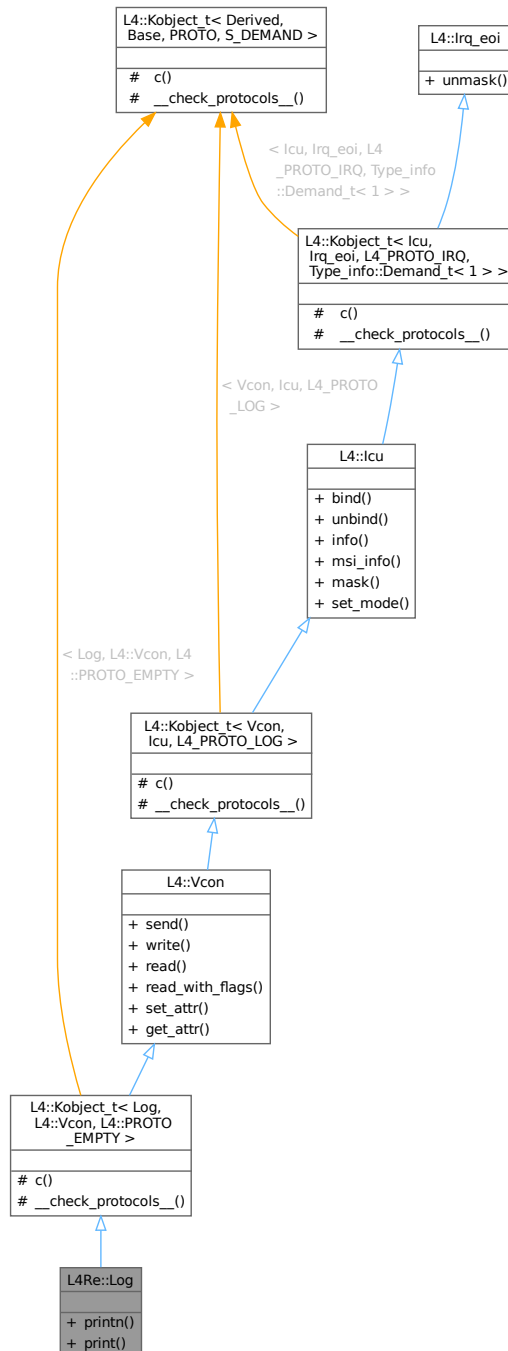 L4::Kobject_t< Derived,
Base, PROTO, S_DEMAND >
# c()
# __check_protocols__()
L4::Irq_eoi
+ unmask()
< Icu, Irq_eoi, L4
_PROTO_IRQ, Type_info
::Demand_t< 1 > >
L4::Kobject_t< Icu,
Irq_eoi, L4_PROTO_IRQ,
Type_info::Demand_t< 1 > >
# c()
# __check_protocols__()
< Vcon, Icu, L4_PROTO
_LOG >
L4::Icu
+ bind()
+ unbind()
+ info()
+ msi_info()
+ mask()
+ set_mode()
< Log, L4::Vcon, L4
::PROTO_EMPTY >
L4::Kobject_t< Vcon,
Icu, L4_PROTO_LOG >
# c()
# __check_protocols__()
L4::Vcon
+ send()
+ write()
+ read()
+ read_with_flags()
+ set_attr()
+ get_attr()
L4::Kobject_t< Log,
L4::Vcon, L4::PROTO
_EMPTY >
# c()
# __check_protocols__()
L4Re::Log
+ printn()
+ print()